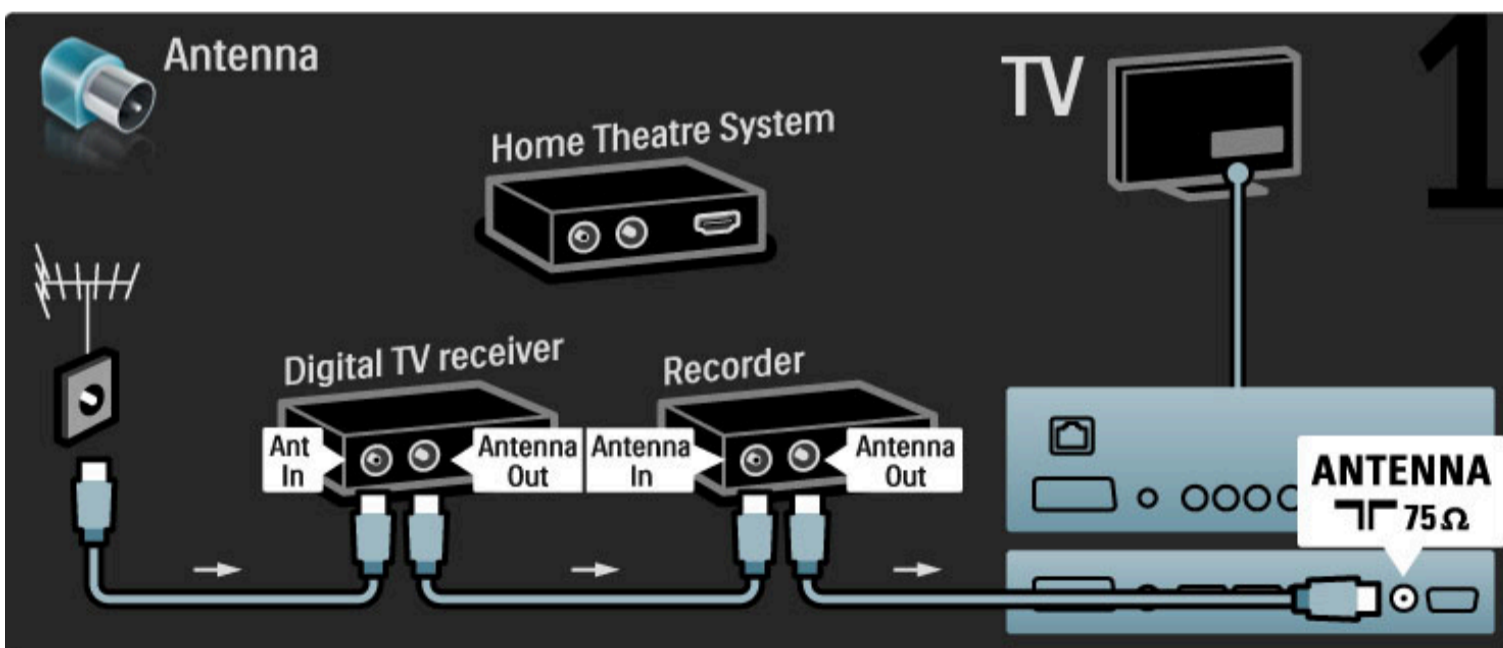 Antenna
TV
1
Home Theatre System
Digital TV receiver
Recorder
Ant
In
Antenna
Out
Antenna
In
Antenna
Out
ANTENNA
75 Ω